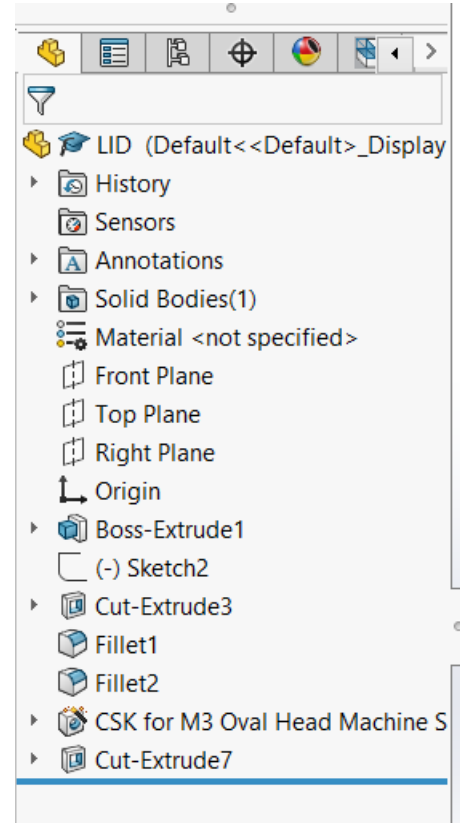 LID (Default<<Default>_Display
History
Sensors
Annotations
Solid Bodies(1)
Material <not specified>
Front Plane
Top Plane
Right Plane
Origin
Boss-Extrude1
(-) Sketch2
Cut-Extrude3
Fillet1
Fillet2
CSK for M3 Oval Head Machine S
Cut-Extrude7